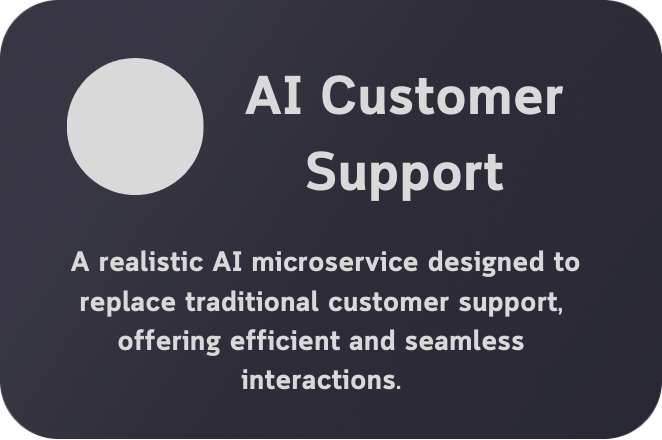 AI Customer
Support
A realistic AI microservice designed to
replace traditional customer support,
offering efficient and seamless
interactions.